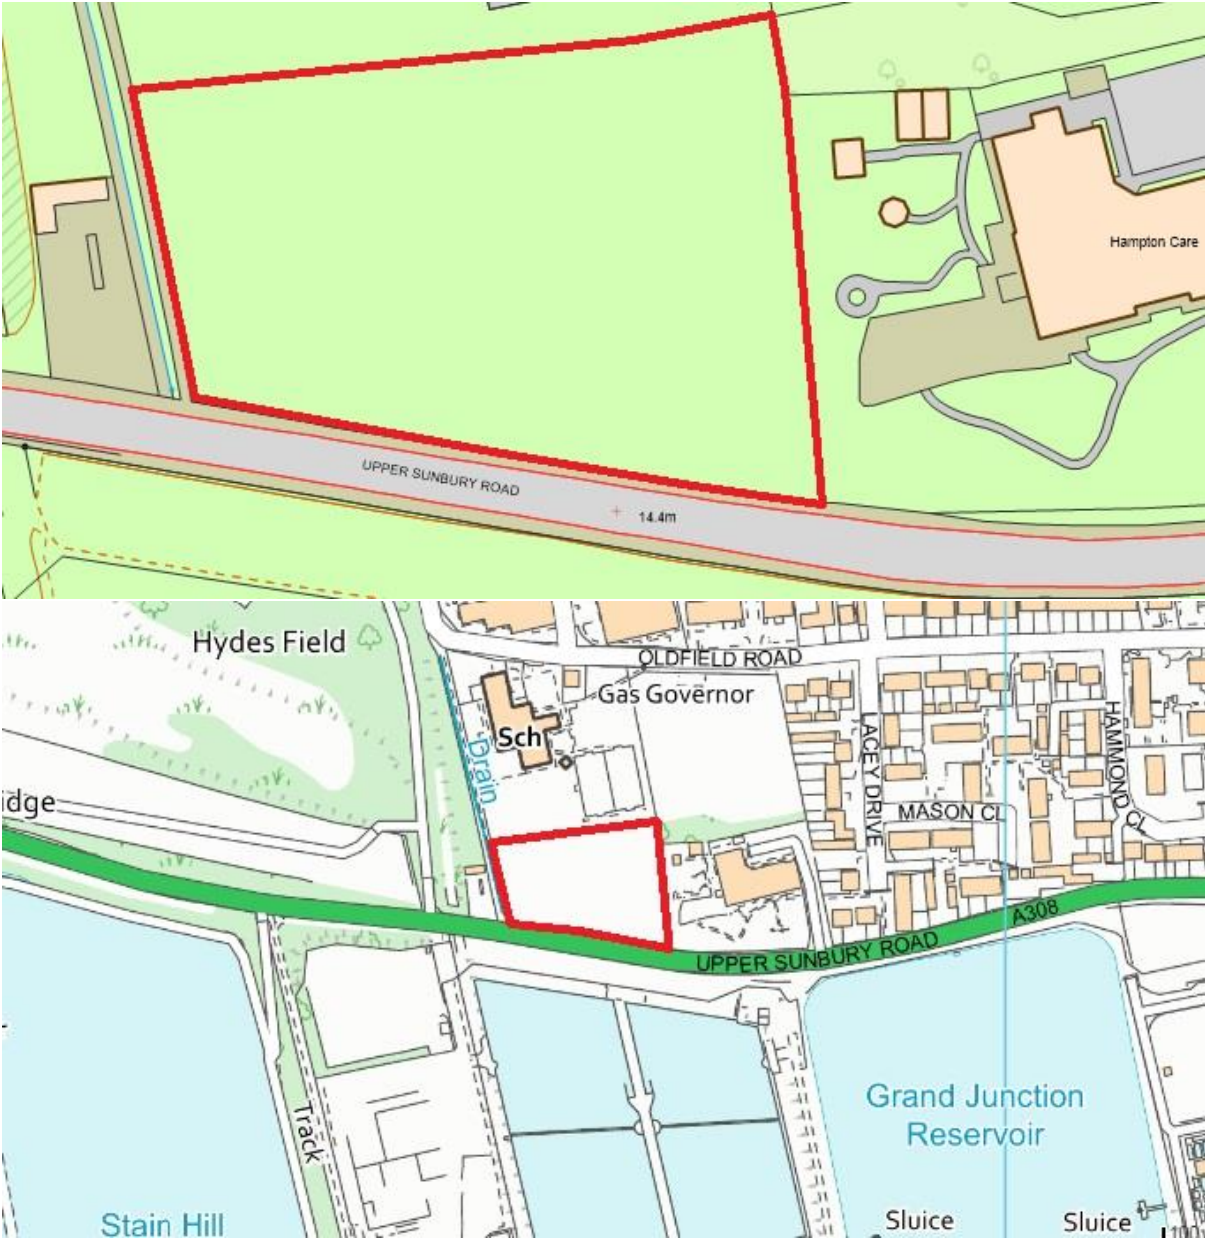 Hampton Care
UPPER SUNBURY ROAD
14.4m
Hydes Field
OLDFIELD ROAD
Gas Governor
Sch
Drain
LACEY DRIVE
HAMMOND CL
MASON CL
idge
A308
UPPER SUNBURY ROAD
Grand Junction
Reservoir
Track
Stain Hill
Sluice
Sluice